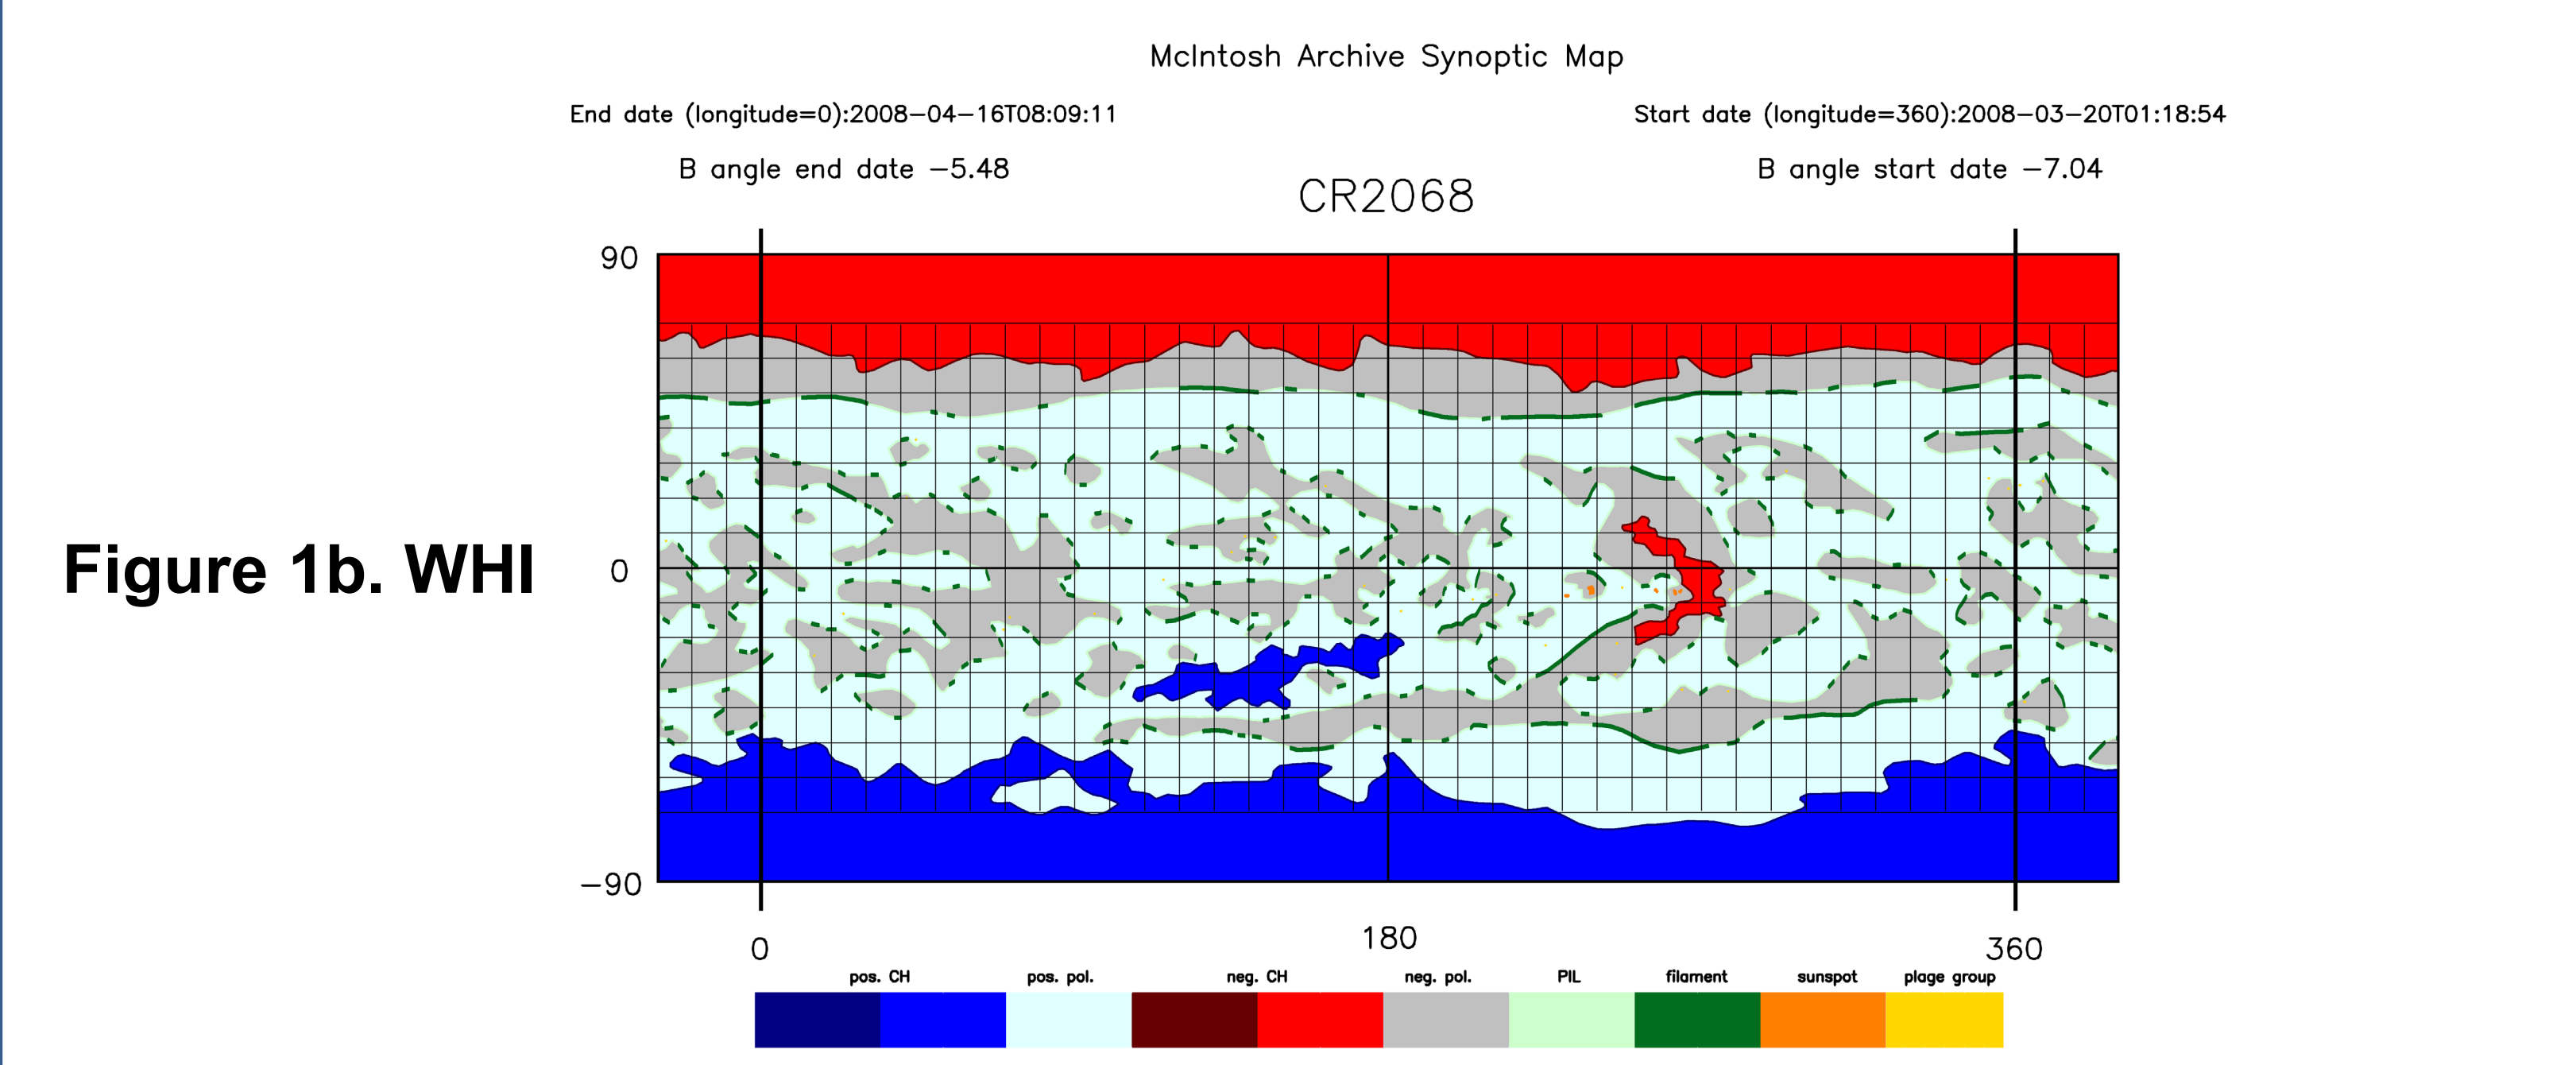 McIntosh Archive Synoptic Map
End date (longitude=0):2008-04-16T08:09:11
Start date (longitude=360):2008-03-20T01:18:54
B angle end date -5.48
B angle start date -7.04
CR2068
90
Figure 1b. WHI
0
-90
0
180
360
pos. CH
pos. pol.
neg. CH
neg. pol.
PIL
filament
sunspot
plage group